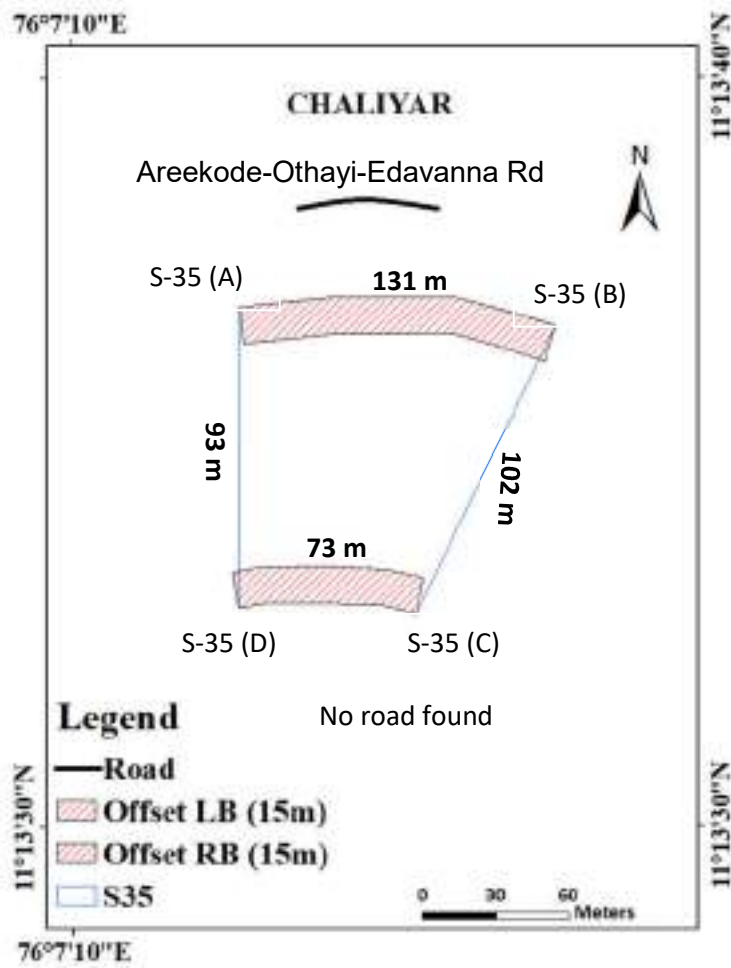 76°7'10"E
11°13'40"N
CHALIYAR
N
Areekode-Othayi-Edavanna Rd
S-35 (A)
131 m
S-35 (B)
93 m
102 m
73 m
S-35 (D)
S-35 (C)
No road found
Legend
Road
Offset LB (15m)
Offset RB (15m)
S35
11°13'30"N
11°13'30"N
0 30 60
Meters
76°7'10"E